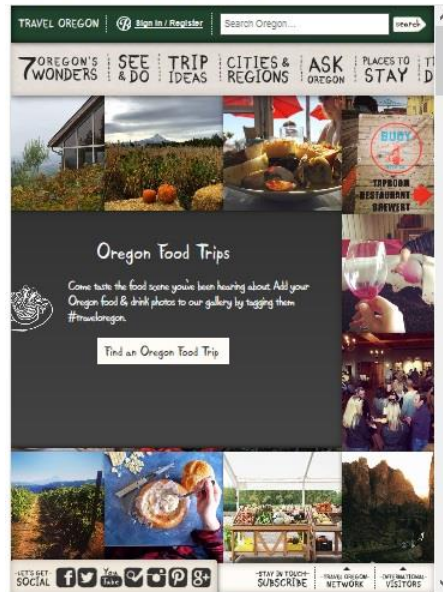 TRAVEL OREGON
Sign In / Register
Search Oregon...
search
7 OREGON'S WONDERS
SEE & DO
TRIP IDEAS
CITIES & REGIONS
ASK OREGON
PLACES TO STAY
BUOY
TAPROOM
RESTAURANT
BREWERY
Oregon Food Trips
Come taste the food scene you've been hearing about. Add your
Oregon food & drink photos to our gallery by tagging them
#traveloregon.
Find an Oregon Food Trip
-LET'S GET-
SOCIAL
You
Tube
-STAY IN TOUCH-
SUBSCRIBE
-TRAVEL OREGON-
NETWORK
-INTERNATIONAL-
VISITORS